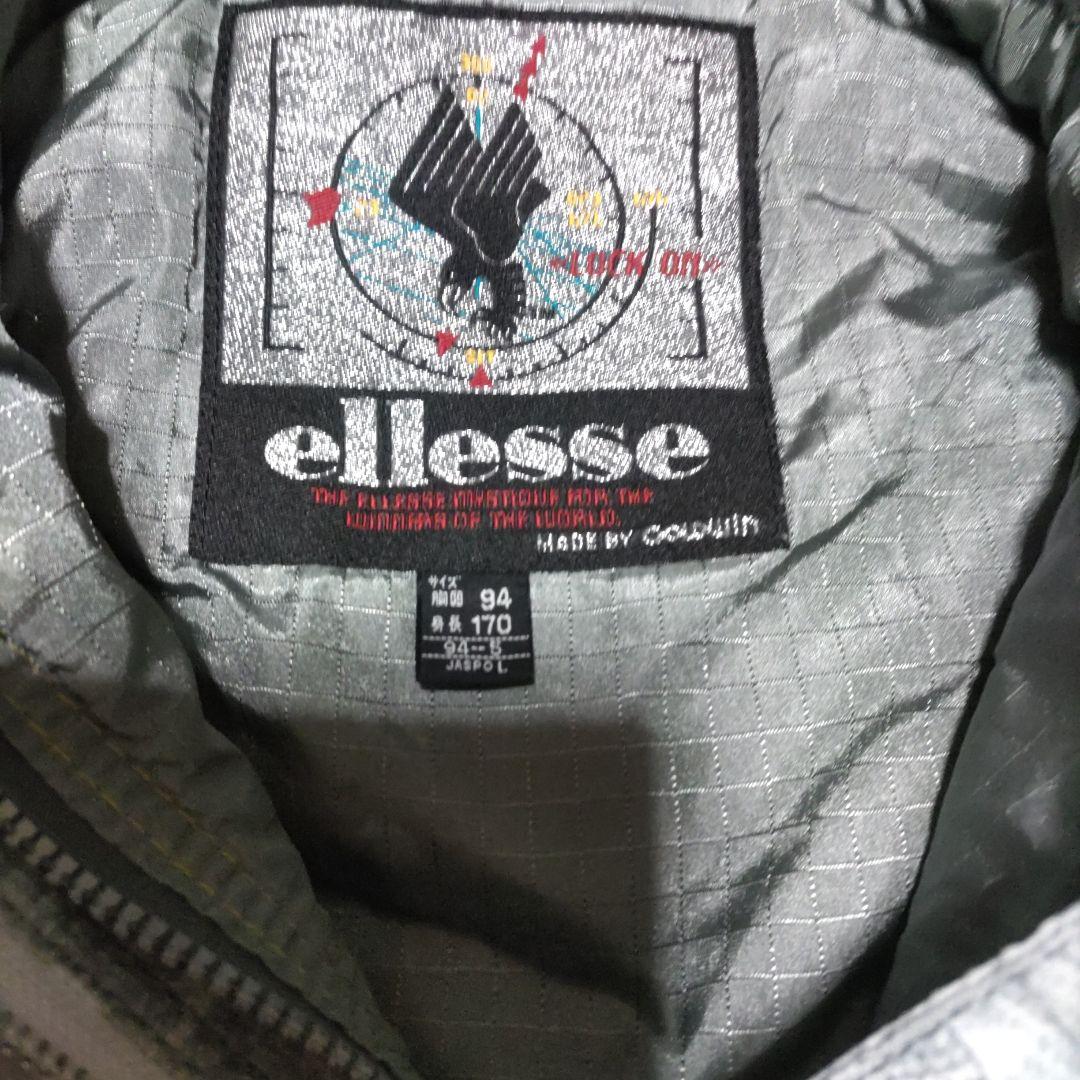 «LOCK ON»
ellesse
THE ELLESSE MYSTIQUE FOR THE
WINNERS OF THE WORLD.
MADE BY GOLDWIN
サイズ
胸囲 94
身長 170
94-5
JASPO L